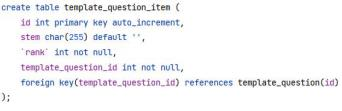 create table template_question_item (
    id int primary key auto_increment,
    stem char(255) default '',
    `rank` int not null,
    template_question_id int not null,
    foreign key(template_question_id) references template_question(id)
);